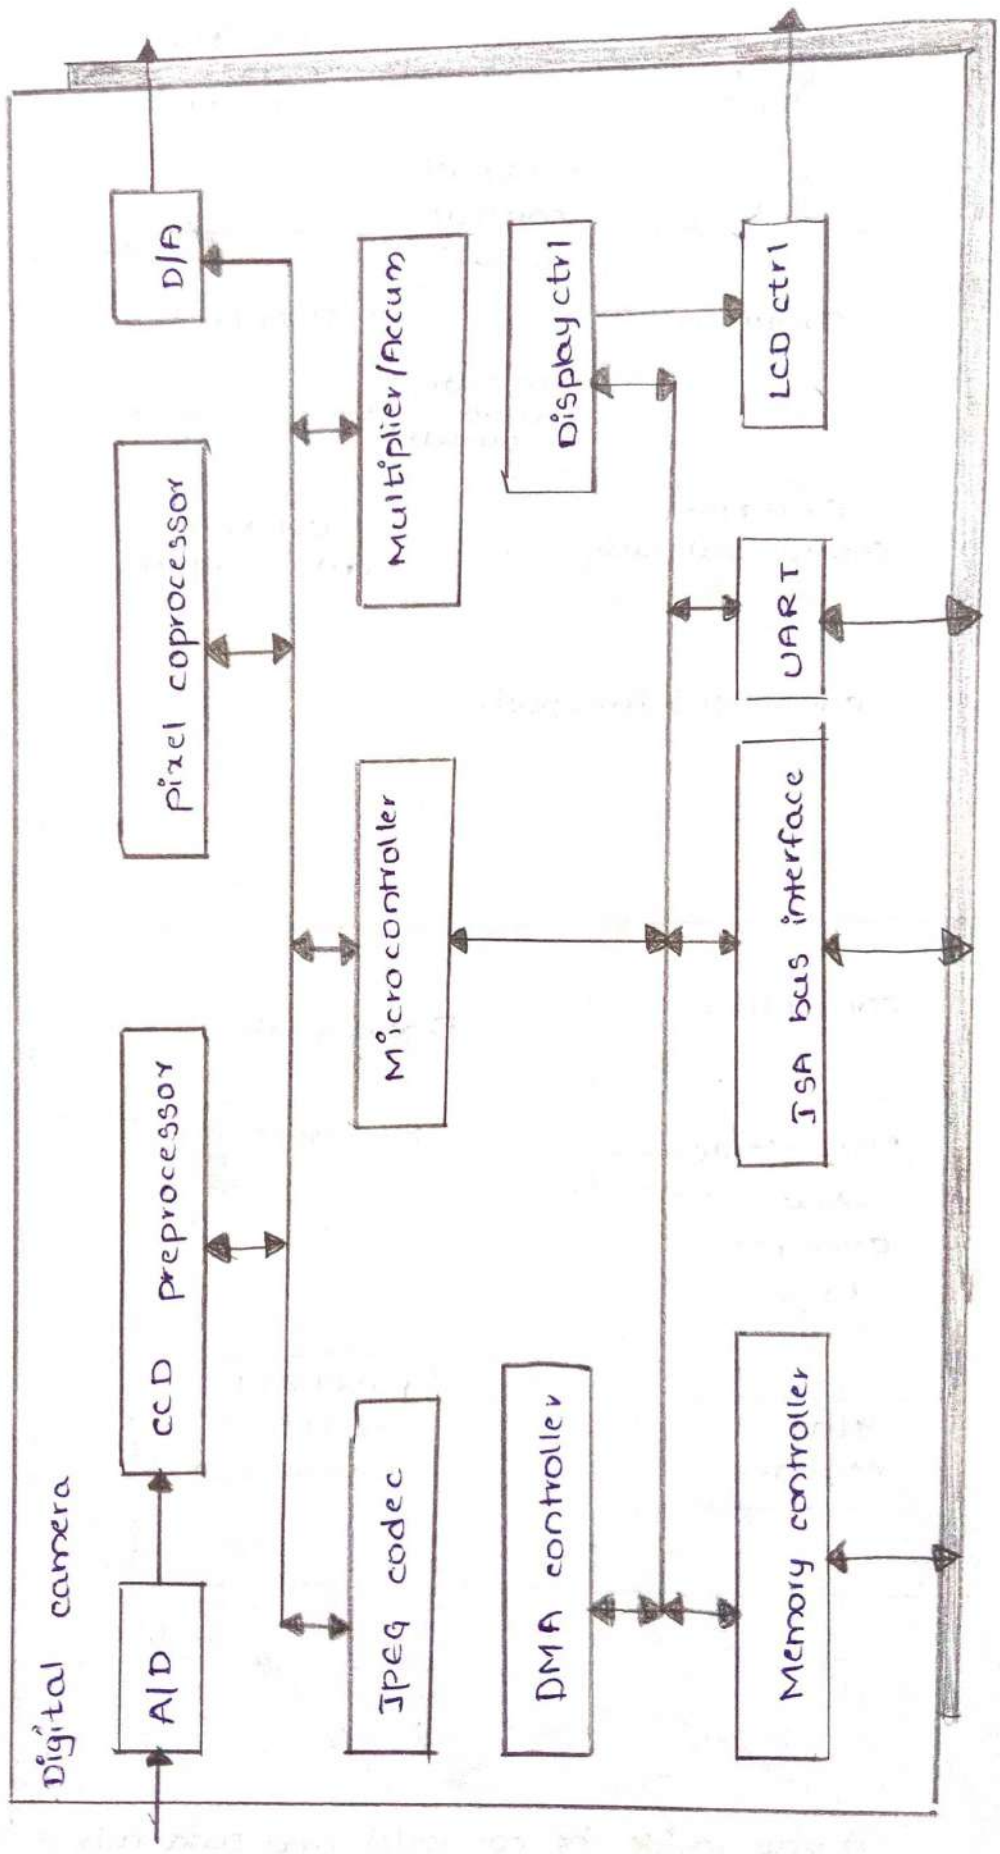 Digital camera
A/D
CCD preprocessor
Pixel coprocessor
D/A
JPEG codec
Microcontroller
Multiplier/Accum
DMA controller
Display ctrl
Memory controller
ISA bus interface
UART
LCD ctrl